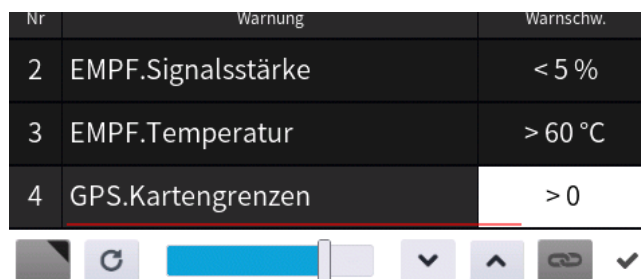 Nr Warnung Warnschw.
2 EMPF.Signalsstärke < 5 %
3 EMPF.Temperatur > 60 °C
4 GPS.Kartengrenzen > 0